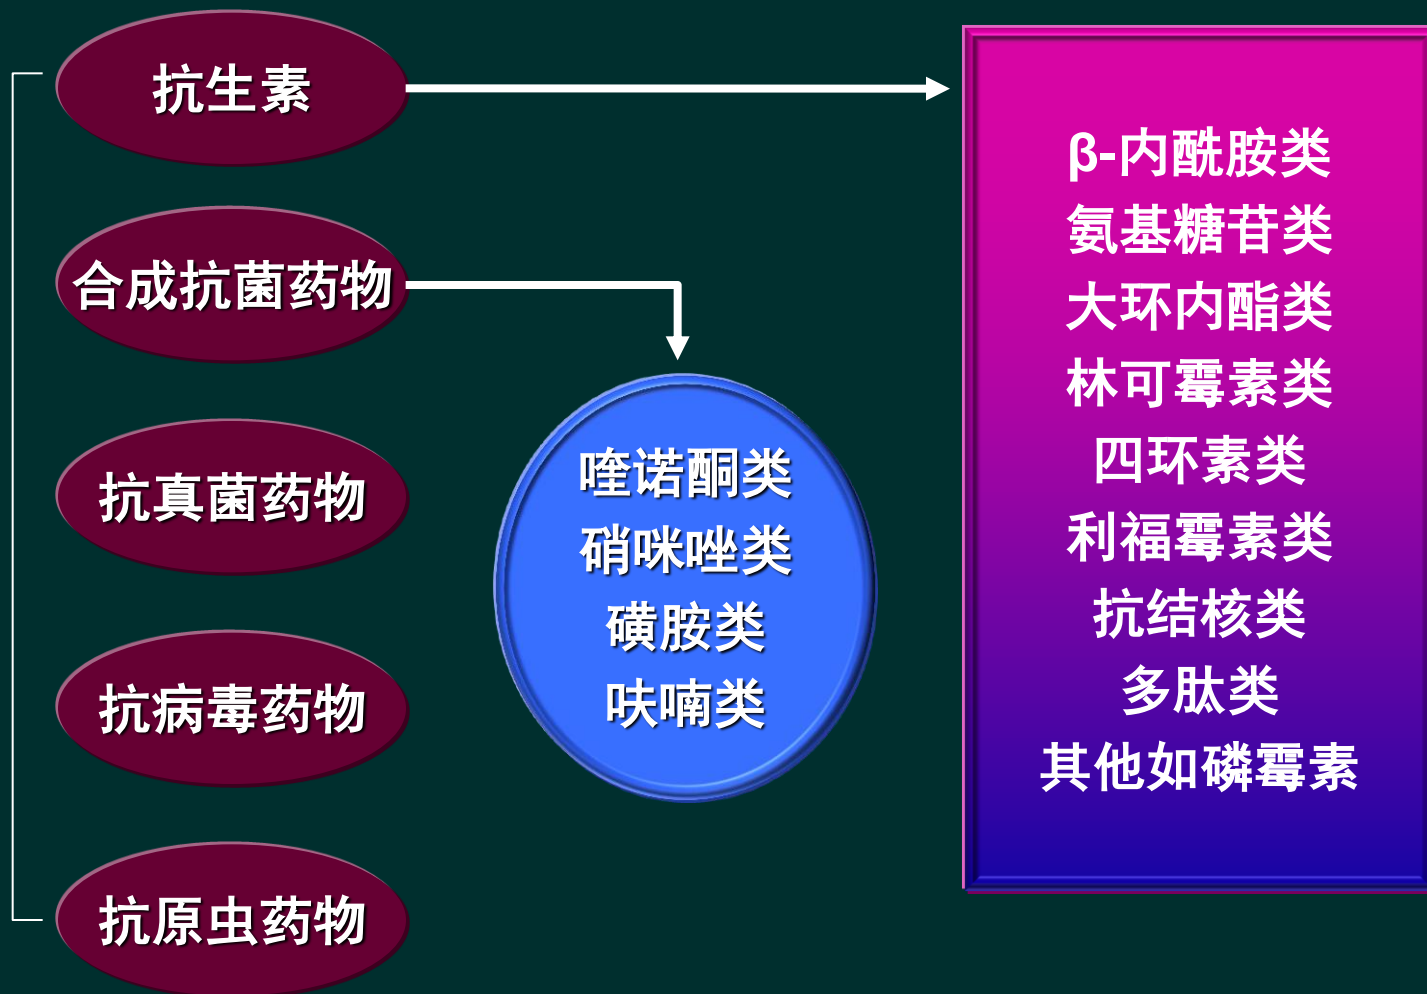 抗生素
合成抗菌药物
抗真菌药物
抗病毒药物
抗原虫药物
喹诺酮类
硝咪唑类
磺胺类
呋喃类
β-内酰胺类
氨基糖苷类
大环内酯类
林可霉素类
四环素类
利福霉素类
抗结核类
多肽类
其他如磷霉素